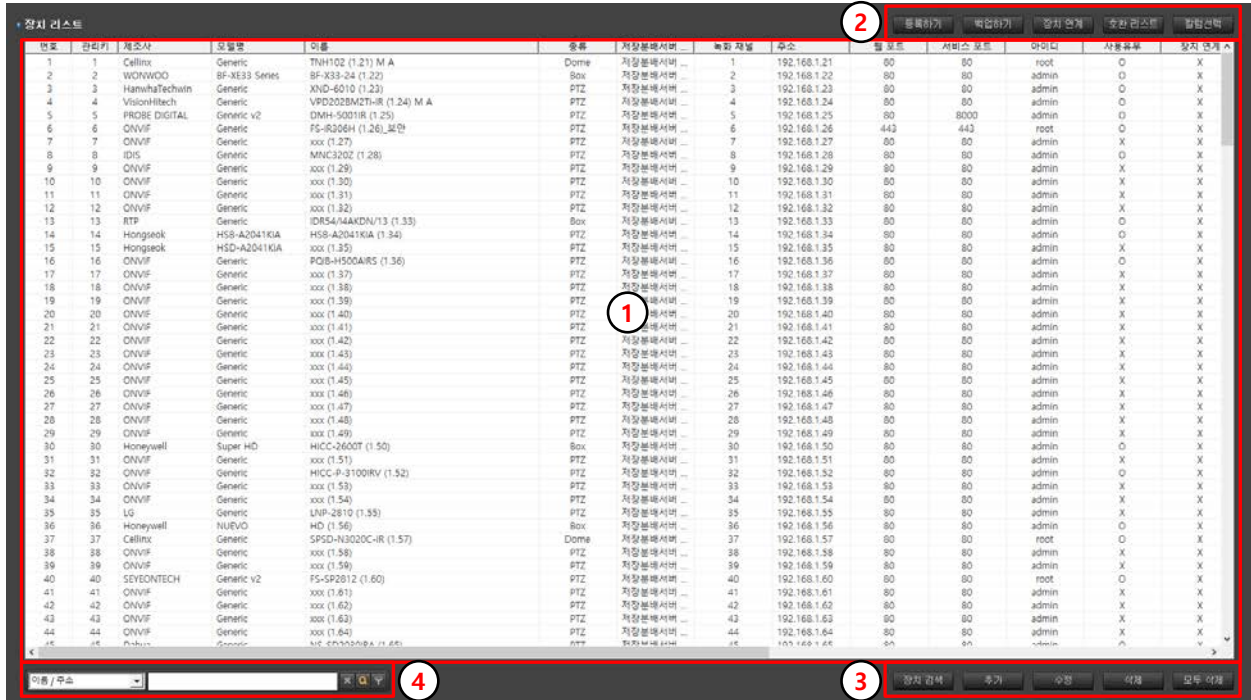 장치 리스트
등록하기 백업하기 장치 연계 호환 리스트 컬럼선택
2
번호 관리키 제조사 모델명 이름 종류 저장분배서버 ... 녹화 채널 주소 웹 포트 서비스 포트 아이디 사용유무 장치 연계
1 1 Cellinx Generic TNH102 (1.21) M A Dome 저장분배서버 ... 1 192.168.1.21 80 80 root O X
2 2 WONWOO BF-XE33 Series BF-X33-24 (1.22) Box 저장분배서버 ... 2 192.168.1.22 80 80 admin O X
3 3 HanwhaTechwin Generic XND-6010 (1.23) PTZ 저장분배서버 ... 3 192.168.1.23 80 80 admin O X
4 4 VisionHitech Generic VPD202BM2TI-IR (1.24) M A PTZ 저장분배서버 ... 4 192.168.1.24 80 80 admin O X
5 5 PROBE DIGITAL Generic v2 DMH-5001IR (1.25) PTZ 저장분배서버 ... 5 192.168.1.25 80 8000 admin O X
6 6 ONVIF Generic FS-IR306H (1.26)_보안 PTZ 저장분배서버 ... 6 192.168.1.26 443 443 root O X
7 7 ONVIF Generic xxx (1.27) PTZ 저장분배서버 ... 7 192.168.1.27 80 80 admin X X
8 8 IDIS Generic MNC320Z (1.28) PTZ 저장분배서버 ... 8 192.168.1.28 80 80 admin O X
9 9 ONVIF Generic xxx (1.29) PTZ 저장분배서버 ... 9 192.168.1.29 80 80 admin X X
10 10 ONVIF Generic xxx (1.30) PTZ 저장분배서버 ... 10 192.168.1.30 80 80 admin X X
11 11 ONVIF Generic xxx (1.31) PTZ 저장분배서버 ... 11 192.168.1.31 80 80 admin X X
12 12 ONVIF Generic xxx (1.32) PTZ 저장분배서버 ... 12 192.168.1.32 80 80 admin X X
13 13 RTP Generic IDR54/I4AKDN/13 (1.33) Box 저장분배서버 ... 13 192.168.1.33 80 80 admin O X
14 14 Hongseok HSB-A2041KIA HSB-A2041KIA (1.34) PTZ 저장분배서버 ... 14 192.168.1.34 80 80 admin O X
15 15 Hongseok HSD-A2041KIA xxx (1.35) PTZ 저장분배서버 ... 15 192.168.1.35 80 80 admin X X
16 16 ONVIF Generic PQIB-H500AIRS (1.36) PTZ 저장분배서버 ... 16 192.168.1.36 80 80 admin O X
17 17 ONVIF Generic xxx (1.37) PTZ 저장분배서버 ... 17 192.168.1.37 80 80 admin X X
18 18 ONVIF Generic xxx (1.38) PTZ 저장분배서버 ... 18 192.168.1.38 80 80 admin X X
19 19 ONVIF Generic xxx (1.39) PTZ 저장분배서버 ... 19 192.168.1.39 80 80 admin X X
20 20 ONVIF Generic xxx (1.40) PTZ 1 분배서버 ... 20 192.168.1.40 80 80 admin X X
21 21 ONVIF Generic xxx (1.41) PTZ 분배서버 ... 21 192.168.1.41 80 80 admin X X
22 22 ONVIF Generic xxx (1.42) PTZ 저장분배서버 ... 22 192.168.1.42 80 80 admin X X
23 23 ONVIF Generic xxx (1.43) PTZ 저장분배서버 ... 23 192.168.1.43 80 80 admin X X
24 24 ONVIF Generic xxx (1.44) PTZ 저장분배서버 ... 24 192.168.1.44 80 80 admin X X
25 25 ONVIF Generic xxx (1.45) PTZ 저장분배서버 ... 25 192.168.1.45 80 80 admin X X
26 26 ONVIF Generic xxx (1.46) PTZ 저장분배서버 ... 26 192.168.1.46 80 80 admin X X
27 27 ONVIF Generic xxx (1.47) PTZ 저장분배서버 ... 27 192.168.1.47 80 80 admin X X
28 28 ONVIF Generic xxx (1.48) PTZ 저장분배서버 ... 28 192.168.1.48 80 80 admin X X
29 29 ONVIF Generic xxx (1.49) PTZ 저장분배서버 ... 29 192.168.1.49 80 80 admin X X
30 30 Honeywell Super HD HICC-2600T (1.50) Box 저장분배서버 ... 30 192.168.1.50 80 80 admin O X
31 31 ONVIF Generic xxx (1.51) PTZ 저장분배서버 ... 31 192.168.1.51 80 80 admin X X
32 32 ONVIF Generic HICC-P-3100IRV (1.52) PTZ 저장분배서버 ... 32 192.168.1.52 80 80 admin O X
33 33 ONVIF Generic xxx (1.53) PTZ 저장분배서버 ... 33 192.168.1.53 80 80 admin X X
34 34 ONVIF Generic xxx (1.54) PTZ 저장분배서버 ... 34 192.168.1.54 80 80 admin X X
35 35 LG Generic LNP-2810 (1.55) PTZ 저장분배서버 ... 35 192.168.1.55 80 80 admin X X
36 36 Honeywell NUEVO HD (1.56) Box 저장분배서버 ... 36 192.168.1.56 80 80 admin O X
37 37 Cellinx Generic SPSD-N3020C-IR (1.57) Dome 저장분배서버 ... 37 192.168.1.57 80 80 root O X
38 38 ONVIF Generic xxx (1.58) PTZ 저장분배서버 ... 38 192.168.1.58 80 80 admin X X
39 39 ONVIF Generic xxx (1.59) PTZ 저장분배서버 ... 39 192.168.1.59 80 80 admin X X
40 40 SEYEONTECH Generic v2 FS-SP2812 (1.60) PTZ 저장분배서버 ... 40 192.168.1.60 80 80 root O X
41 41 ONVIF Generic xxx (1.61) PTZ 저장분배서버 ... 41 192.168.1.61 80 80 admin X X
42 42 ONVIF Generic xxx (1.62) PTZ 저장분배서버 ... 42 192.168.1.62 80 80 admin X X
43 43 ONVIF Generic xxx (1.63) PTZ 저장분배서버 ... 43 192.168.1.63 80 80 admin X X
44 44 ONVIF Generic xxx (1.64) PTZ 저장분배서버 ... 44 192.168.1.64 80 80 admin X X
이름 / 주소
4
3
장치 검색 추가 수정 삭제 모두 삭제